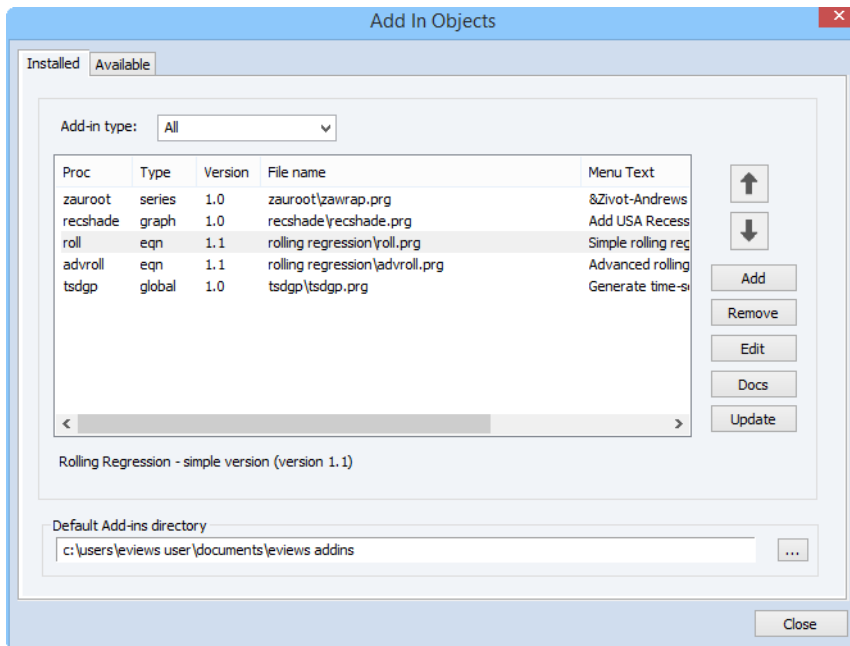 Add In Objects
Installed Available
Add-in type: All
Proc Type Version File name Menu Text
zauroot series 1.0 zauroot\zawrap.prg &Zivot-Andrews
recshade graph 1.0 recshade\recshade.prg Add USA Recess
roll eqn 1.1 rolling regression\roll.prg Simple rolling reg
advroll eqn 1.1 rolling regression\advroll.prg Advanced rolling
tsdgp global 1.0 tsdgp\tsdgp.prg Generate time-s
Add
Remove
Edit
Docs
Update
Rolling Regression - simple version (version 1.1)
Default Add-ins directory
c:\users\eviews user\documents\eviews addins ...
Close